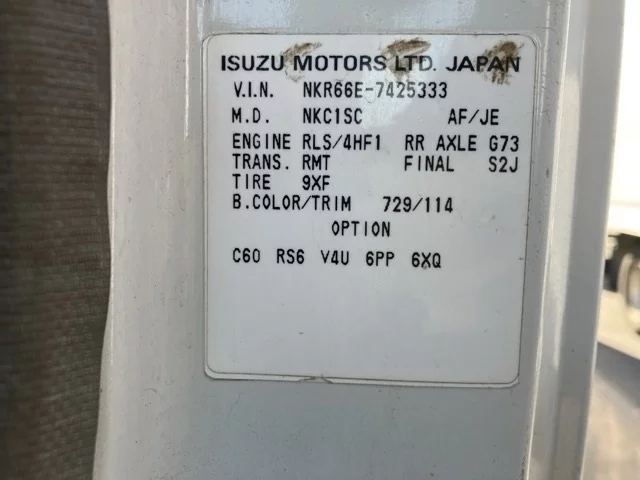 ISUZU MOTORS LTD. JAPAN
V.I.N. NKR66E-7425333
M.D. NKC1SC AF/JE
ENGINE RLS/4HF1 RR AXLE G73
TRANS. RMT FINAL S2J
TIRE 9XF
B.COLOR/TRIM 729/114
OPTION
C60 RS6 V4U 6PP 6XQ